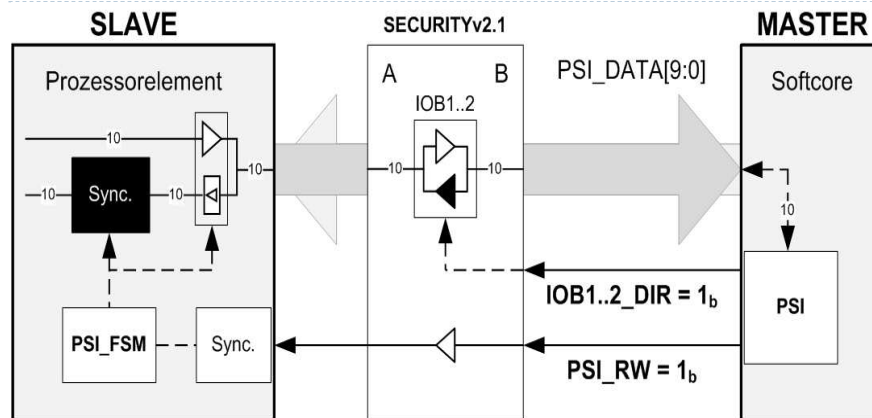 SLAVE
SECURITYv2.1
MASTER
Prozessorelement
A
B
PSI_DATA[9:0]
Softcore
IOB1..2
10
10
10
10
10
10
Sync.
10
10
IOB1..2_DIR = 1b
PSI
PSI_FSM
Sync.
PSI_RW = 1b